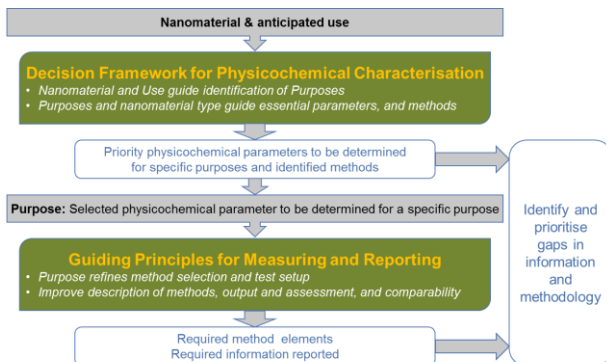 Nanomaterial & anticipated use
Decision Framework for Physicochemical Characterisation
• Nanomaterial and Use guide identification of Purposes
• Purposes and nanomaterial type guide essential parameters, and methods
Priority physicochemical parameters to be determined
for specific purposes and identified methods
Purpose: Selected physicochemical parameter to be determined for a specific purpose
Guiding Principles for Measuring and Reporting
• Purpose refines method selection and test setup
• Improve description of methods, output and assessment, and comparability
Required method elements
Required information reported
Identify and
prioritise
gaps in
information
and
methodology